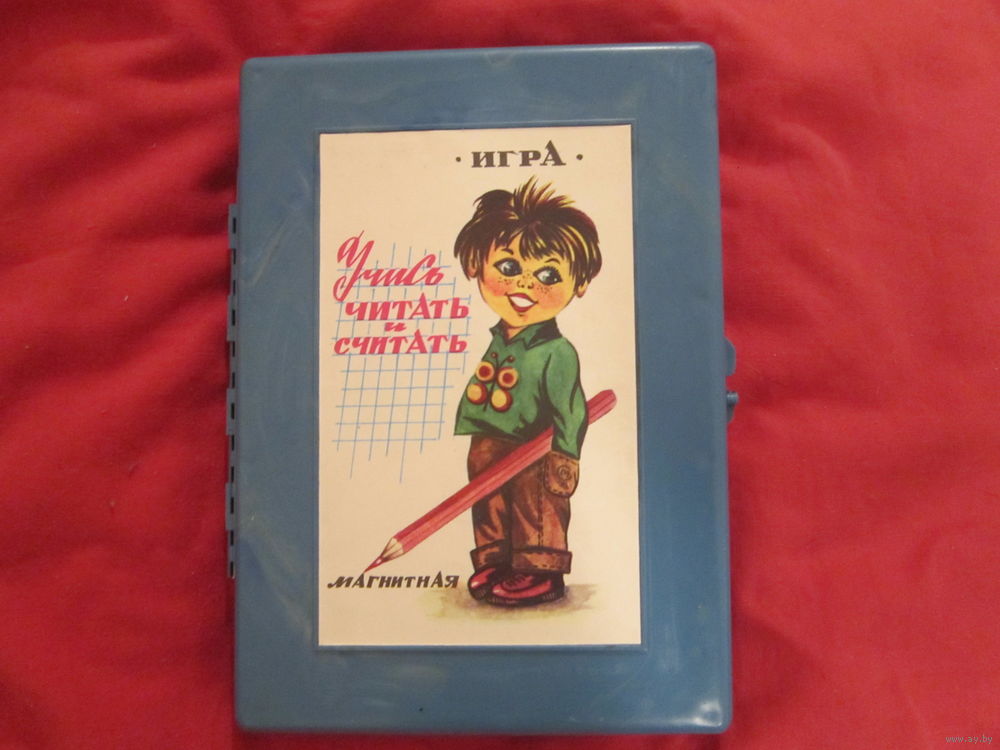 · ИГРА ·
Учись
читать
и
считать
магнитная
www.ay.by